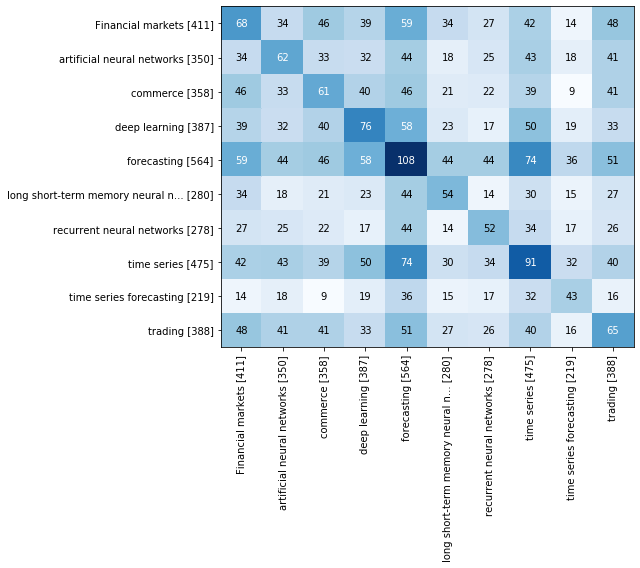 Financial markets [411] 68 34 46 39 59 34 27 42 14 48
artificial neural networks [350] 34 62 33 32 44 18 25 43 18 41
commerce [358] 46 33 61 40 46 21 22 39 9 41
deep learning [387] 39 32 40 76 58 23 17 50 19 33
forecasting [564] 59 44 46 58 108 44 44 74 36 51
long short-term memory neural n... [280] 34 18 21 23 44 54 14 30 15 27
recurrent neural networks [278] 27 25 22 17 44 14 52 34 17 26
time series [475] 42 43 39 50 74 30 34 91 32 40
time series forecasting [219] 14 18 9 19 36 15 17 32 43 16
trading [388] 48 41 41 33 51 27 26 40 16 65
Financial markets [411]
artificial neural networks [350]
commerce [358]
deep learning [387]
forecasting [564]
long short-term memory neural n... [280]
recurrent neural networks [278]
time series [475]
time series forecasting [219]
trading [388]